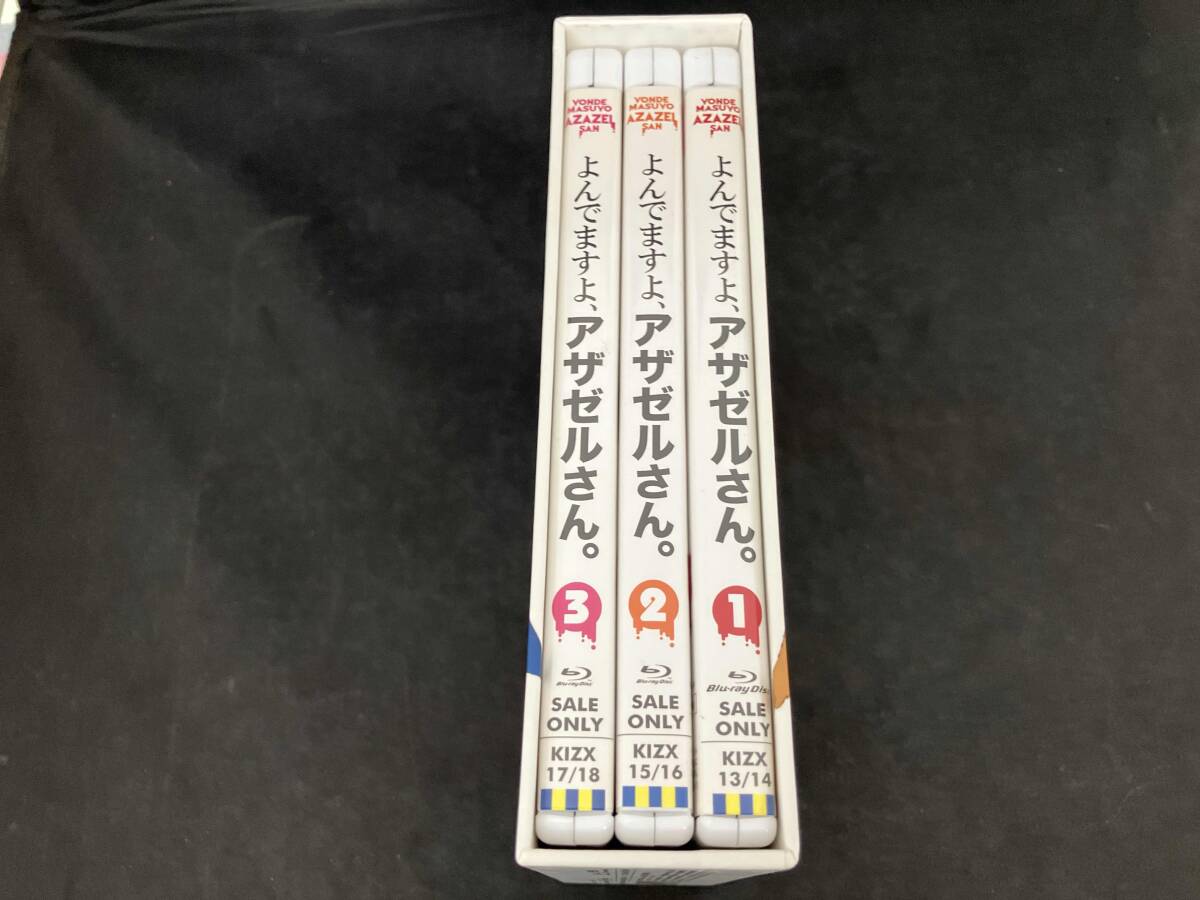 YONDE
MASUYO
AZAZEL
SAN
よんでますよ、アザゼルさん。
3
Blu-ray Disc
SALE
ONLY
KIZX
17/18
YONDE
MASUYO
AZAZEL
SAN
よんでますよ、アザゼルさん。
2
Blu-ray Disc
SALE
ONLY
KIZX
15/16
YONDE
MASUYO
AZAZEL
SAN
よんでますよ、アザゼルさん。
1
Blu-ray Disc
SALE
ONLY
KIZX
13/14